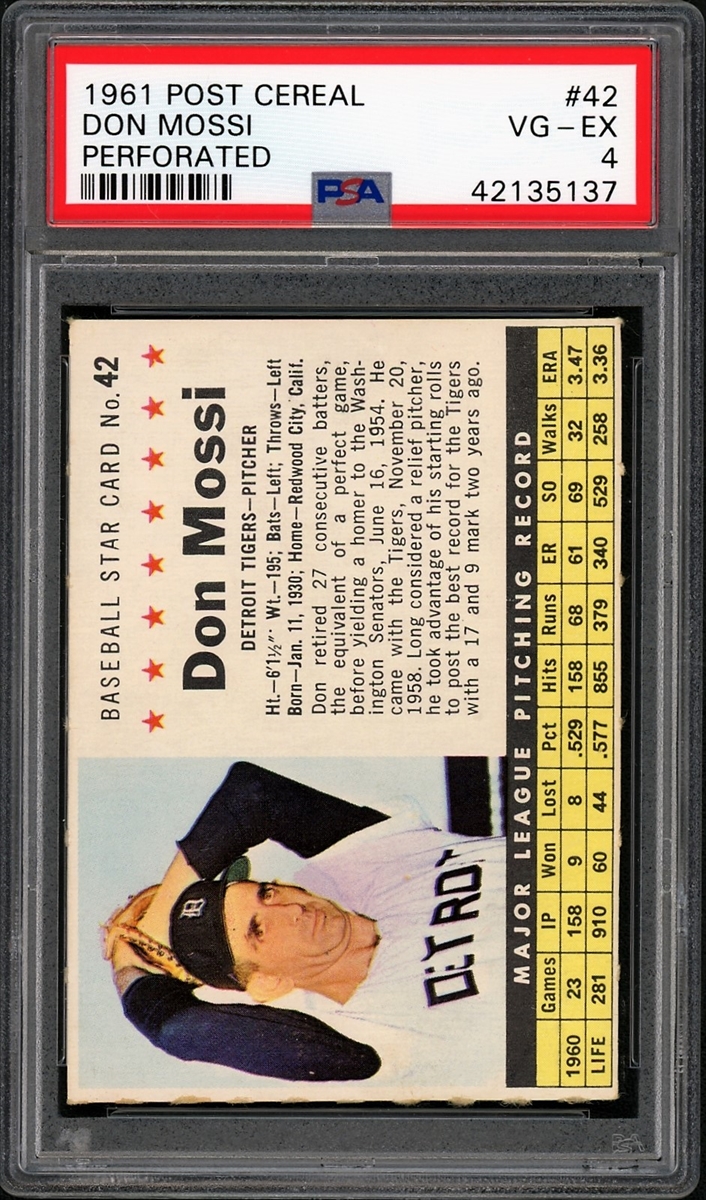 1961 POST CEREAL #42
DON MOSSI VG-EX
PERFORATED 4
PSA 42135137
BASEBALL STAR CARD No. 42
Don Mossi
DETROIT TIGERS—PITCHER
Ht.—6'1½"; Wt.—195; Bats—Left; Throws—Left
Born—Jan. 11, 1930; Home—Redwood City, Calif.
Don retired 27 consecutive batters,
the equivalent of a perfect game,
before yielding a homer to the Wash-
ington Senators, June 16, 1954. He
came with the Tigers, November 20,
1958. Long considered a relief pitcher,
he took advantage of his starting rolls
to post the best record for the Tigers
with a 17 and 9 mark two years ago.
D
DETROIT
MAJOR LEAGUE PITCHING RECORD
Games IP Won Lost Pct Hits Runs ER SO Walks ERA
1960 23 158 9 8 .529 158 68 61 69 32 3.47
LIFE 281 910 60 44 .577 855 379 340 529 258 3.36